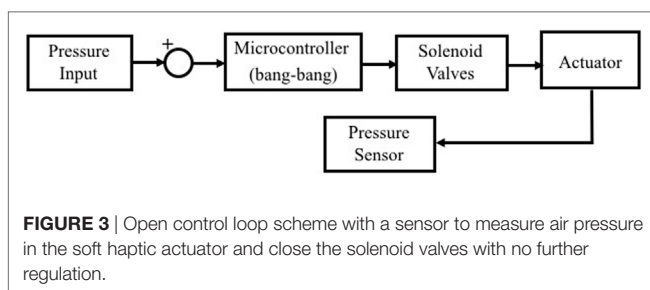 Pressure
Input
+
Microcontroller
(bang-bang)
Solenoid
Valves
Actuator
Pressure
Sensor
FIGURE 3 | Open control loop scheme with a sensor to measure air pressure
in the soft haptic actuator and close the solenoid valves with no further
regulation.